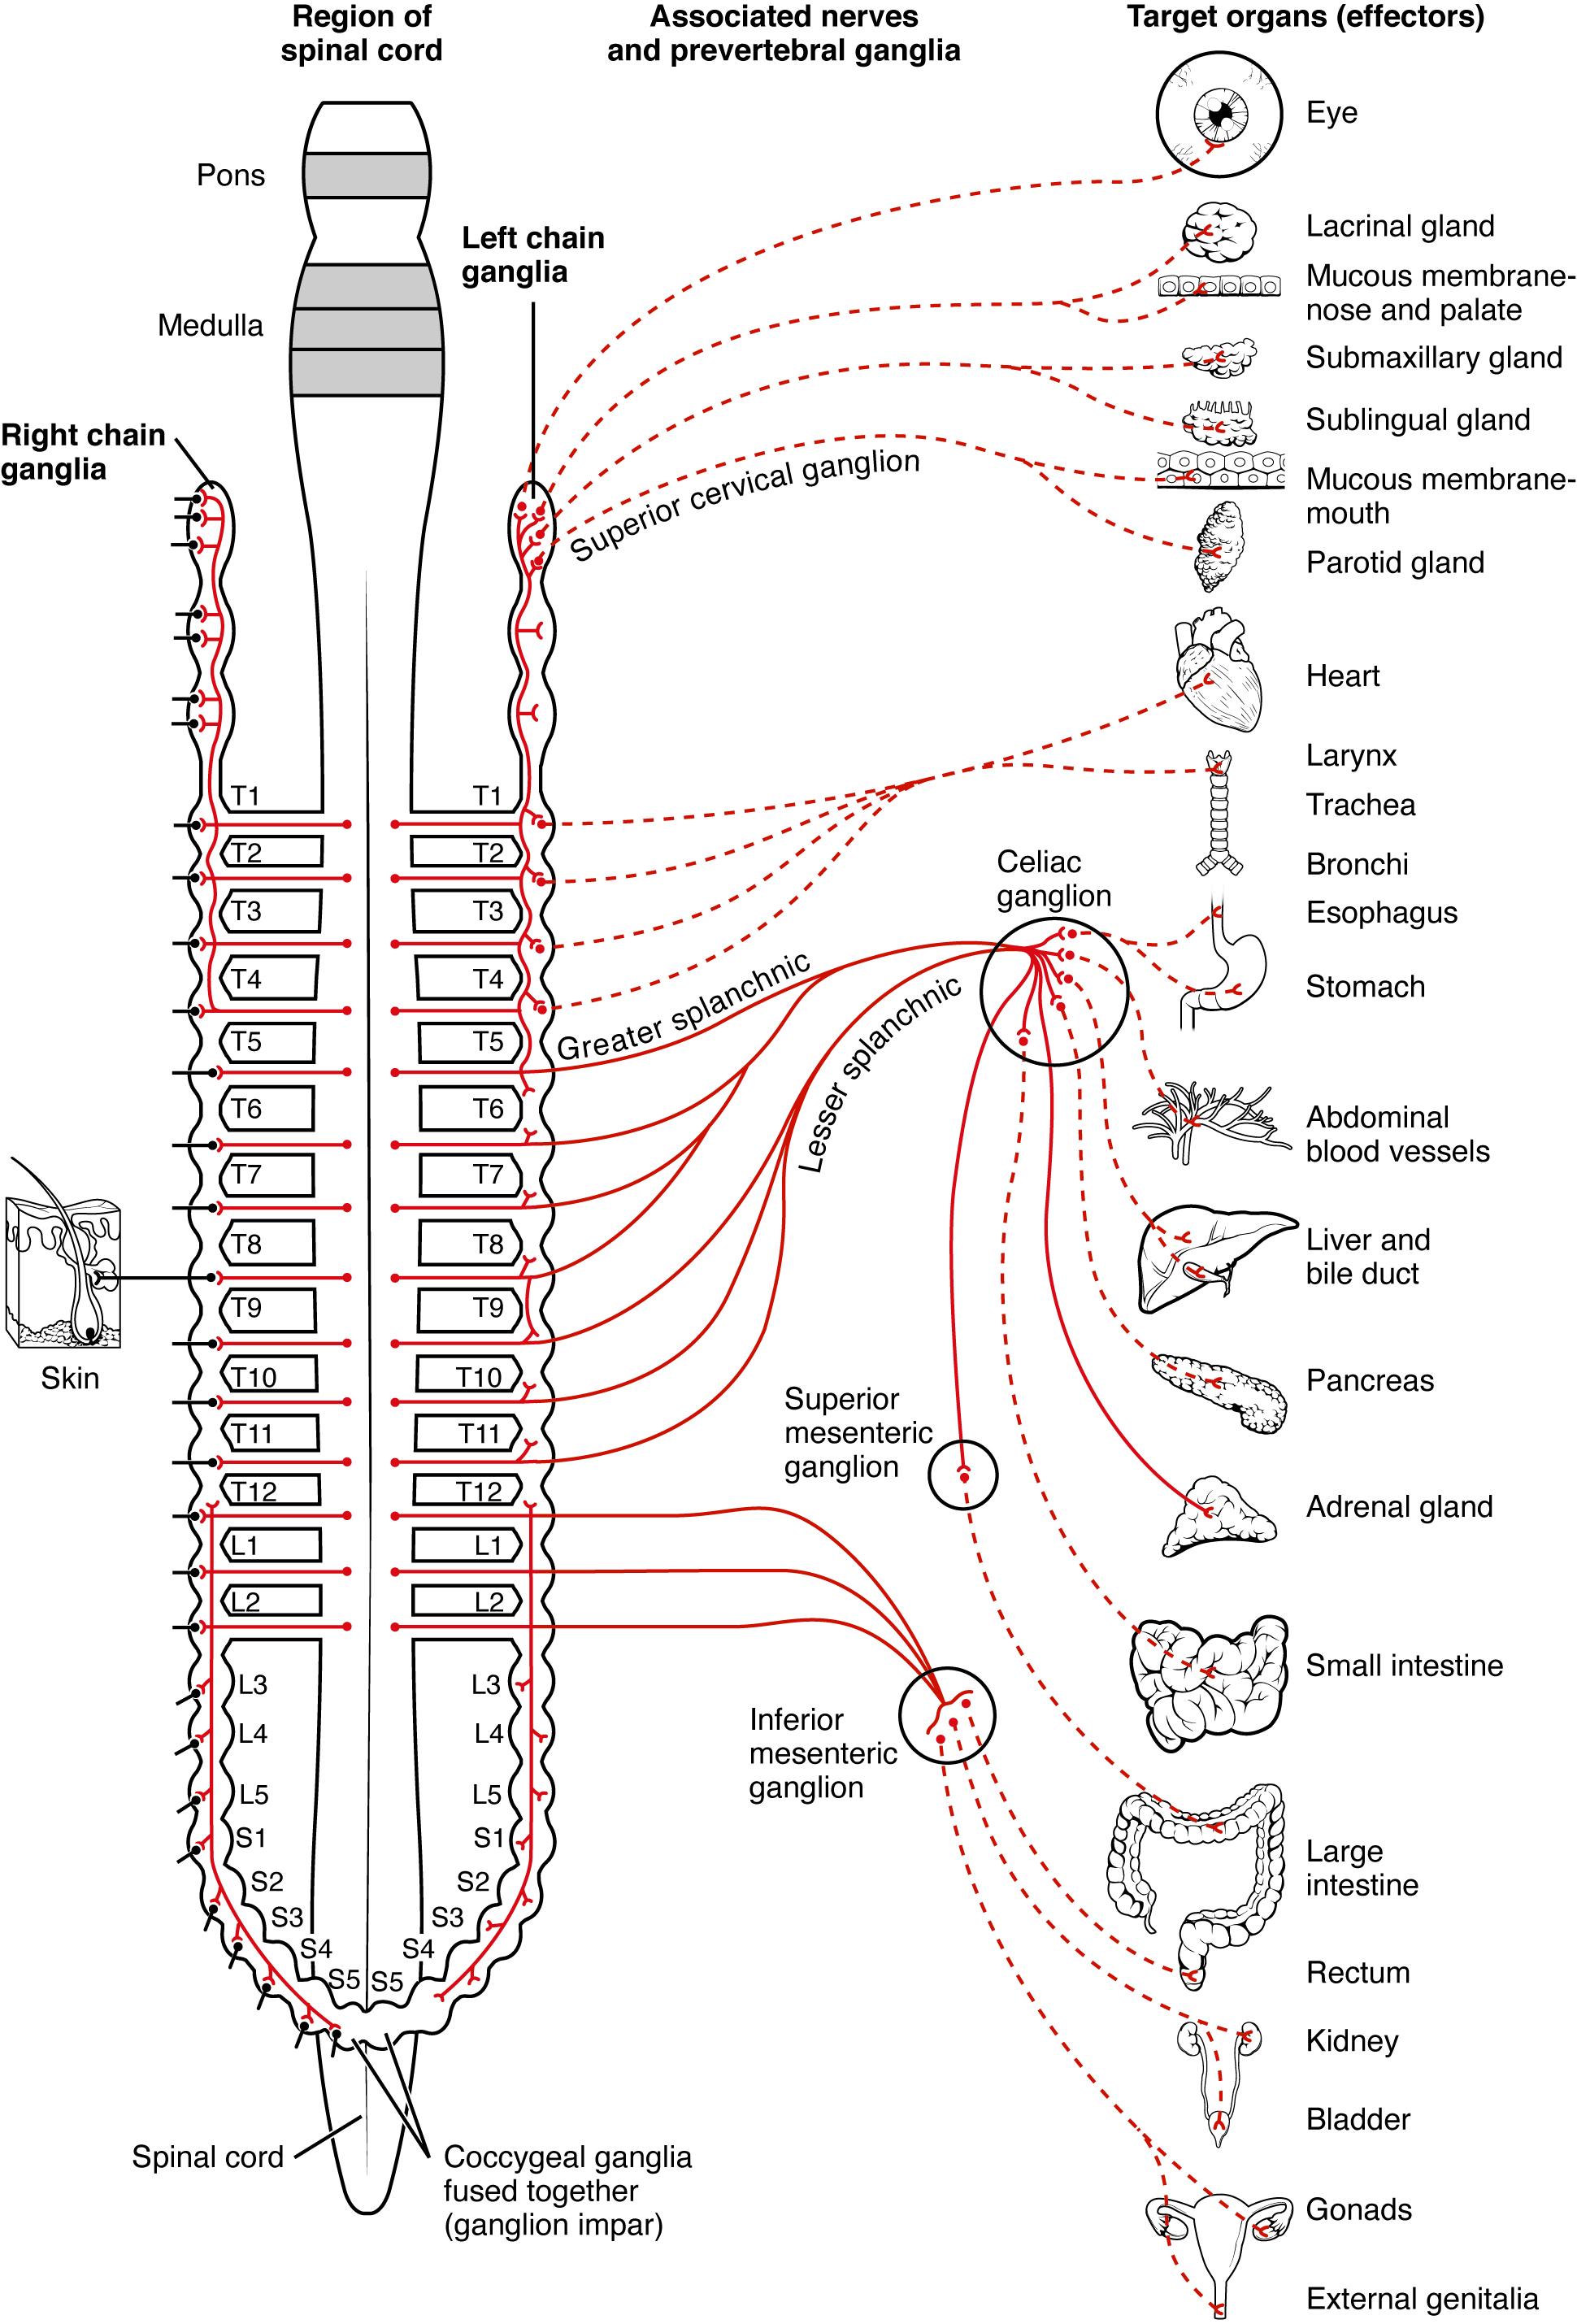 Region of
spinal cord
Associated nerves
and prevertebral ganglia
Target organs (effectors)
Pons
Medulla
Right chain
ganglia
Left chain
ganglia
Superior cervical ganglion
T1
T1
T2
T2
T3
T3
T4
T4
T5
T5
T6
T6
T7
T7
T8
T8
T9
T9
T10
T10
T11
T11
T12
T12
L1
L1
L2
L2
L3
L3
L4
L4
L5
L5
S1
S1
S2
S2
S3
S3
S4
S4
S5
S5
Skin
Spinal cord
Coccygeal ganglia
fused together
(ganglion impar)
Greater splanchnic
Lesser splanchnic
Celiac
ganglion
Superior
mesenteric
ganglion
Inferior
mesenteric
ganglion
Eye
Lacrinal gland
Mucous membrane-
nose and palate
Submaxillary gland
Sublingual gland
Mucous membrane-
mouth
Parotid gland
Heart
Larynx
Trachea
Bronchi
Esophagus
Stomach
Abdominal
blood vessels
Liver and
bile duct
Pancreas
Adrenal gland
Small intestine
Large
intestine
Rectum
Kidney
Bladder
Gonads
External genitalia